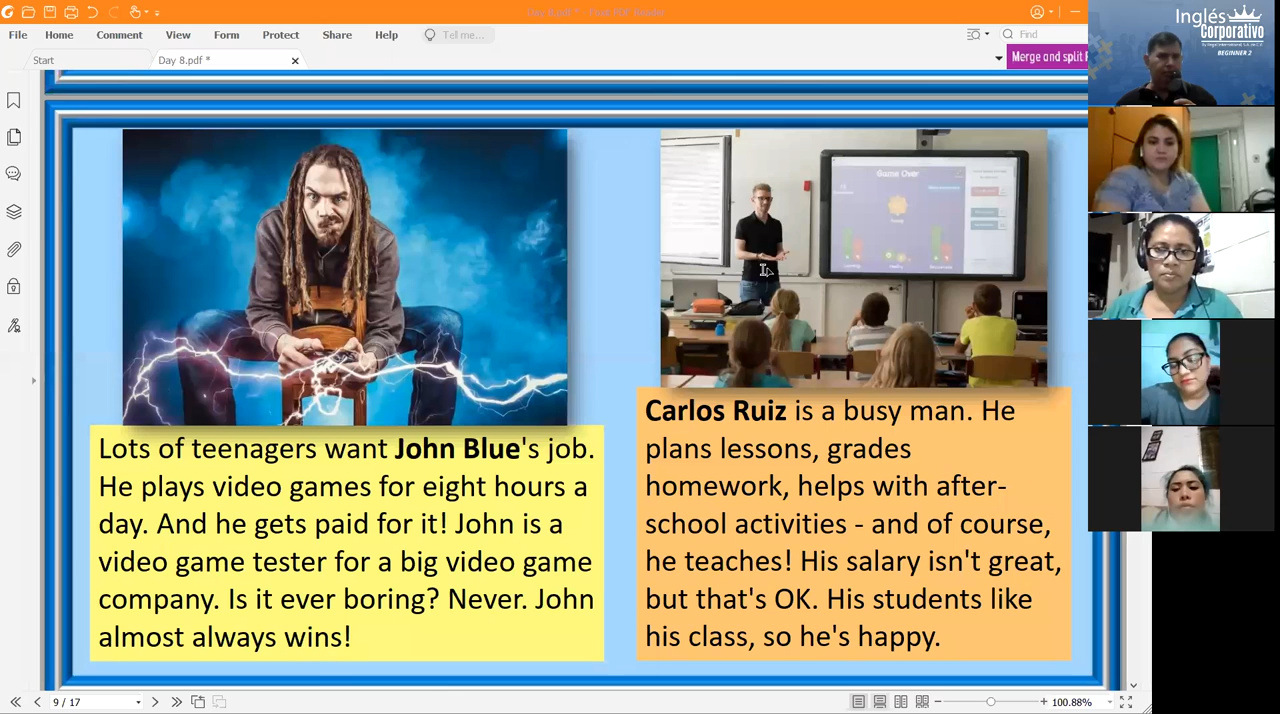 Day 8.pdf * - Foxit PDF Reader
File Home Comment View Form Protect Share Help Tell me... Find
Start Day 8.pdf *
Merge and split
Inglés
Corporativo
BEGINNER 2
Game Over
Lots of teenagers want John Blue's job.
He plays video games for eight hours a
day. And he gets paid for it! John is a
video game tester for a big video game
company. Is it ever boring? Never. John
almost always wins!
Carlos Ruiz is a busy man. He
plans lessons, grades
homework, helps with after-
school activities - and of course,
he teaches! His salary isn't great,
but that's OK. His students like
his class, so he's happy.
9 / 17
100.88%